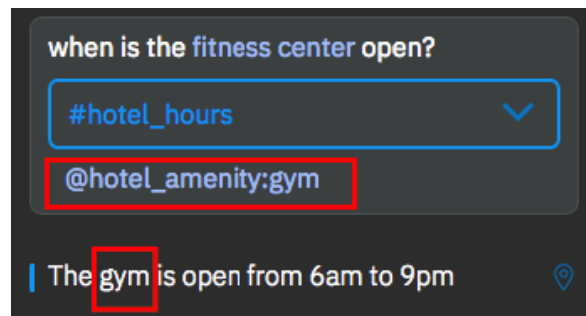 when is the fitness center open?
#hotel_hours
@hotel_amenity:gym
The gym is open from 6am to 9pm